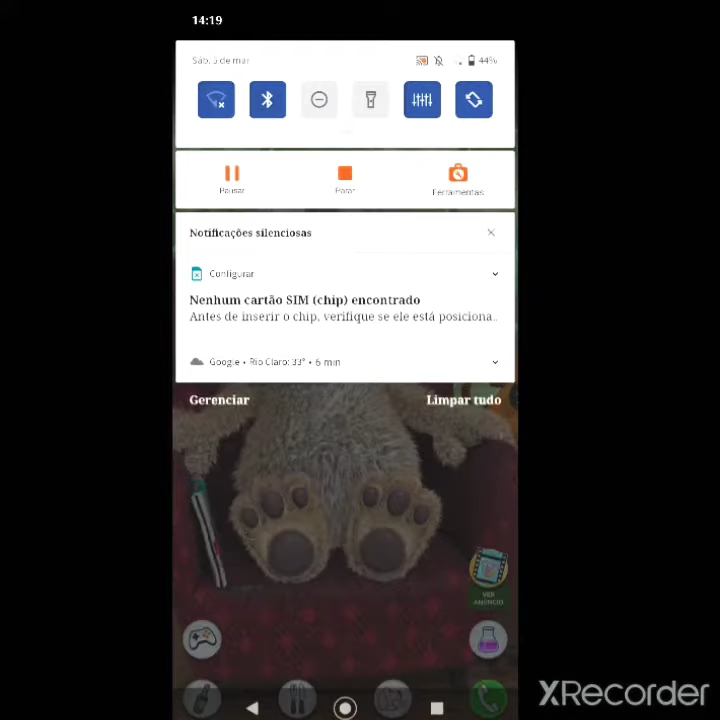 14:19
Sáb, 5 de mar
44%
Pausar
Parar
Ferramentas
Notificações silenciosas
Configurar
Nenhum cartão SIM (chip) encontrado
Antes de inserir o chip, verifique se ele está posiciona..
Google • Rio Claro: 33° • 6 min
Gerenciar
Limpar tudo
VER
ANÚNCIO
XRecorder